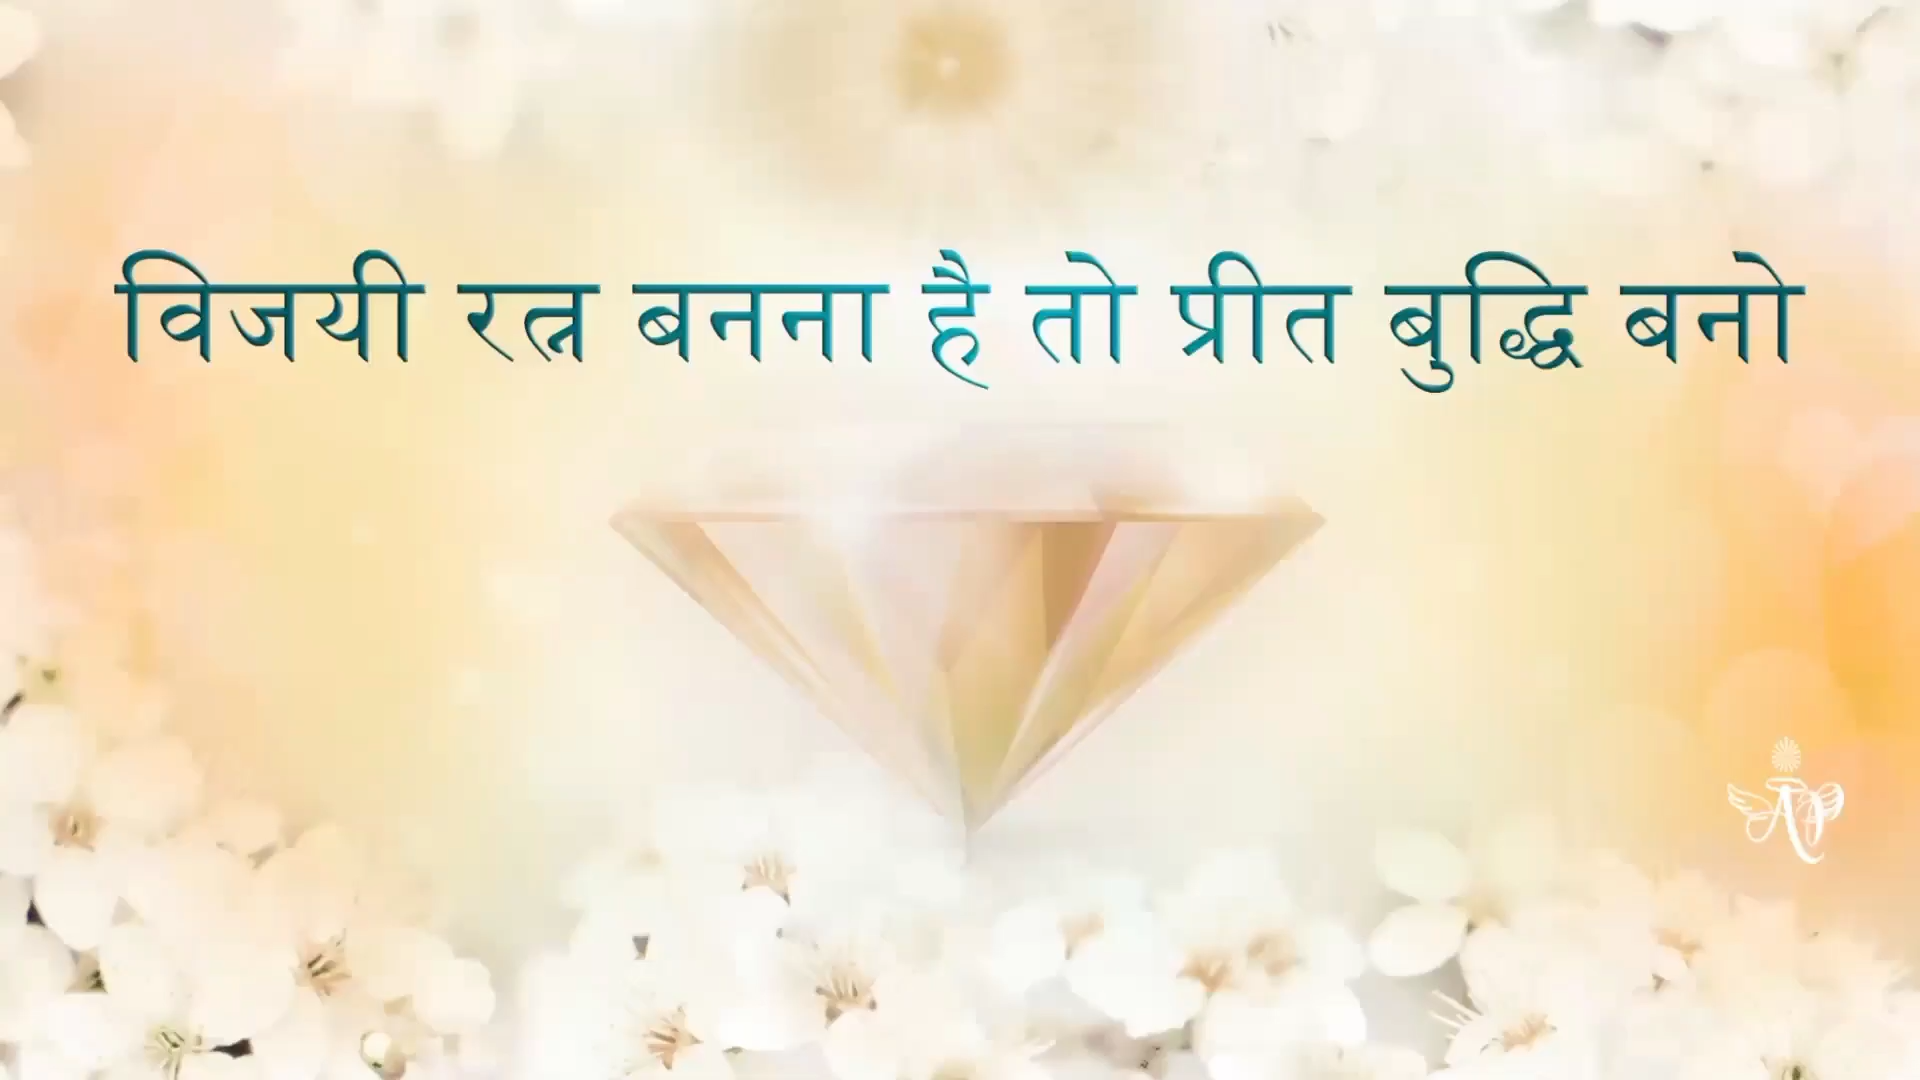 विजयी रत्न बनना है तो प्रीत बुद्धि बनो